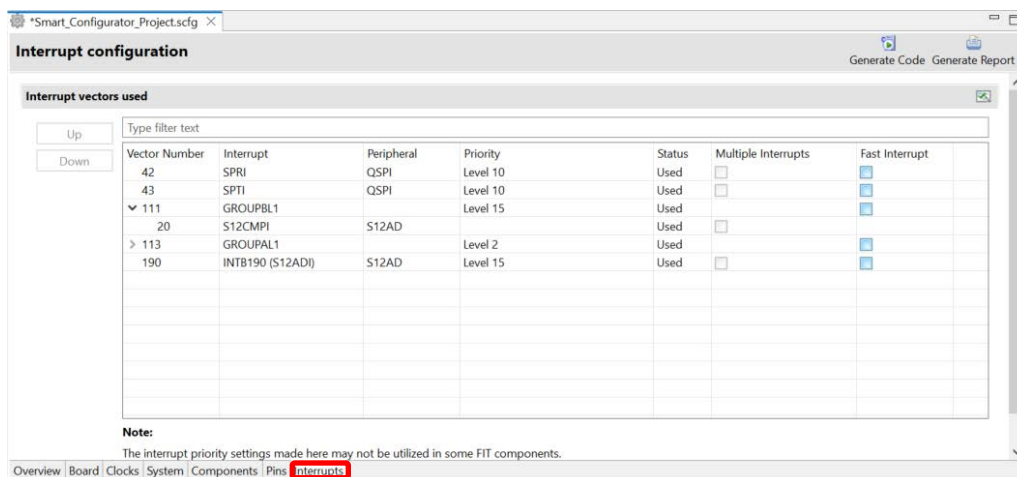 *Smart_Configurator_Project.scfg
Interrupt configuration
Generate Code Generate Report
Interrupt vectors used
Up
Type filter text
Down
Vector Number Interrupt Peripheral Priority Status Multiple Interrupts Fast Interrupt
42 SPRI QSPI Level 10 Used
43 SPTI QSPI Level 10 Used
111 GROUPBL1 Level 15 Used
20 S12CMPI S12AD Used
113 GROUPAL1 Level 2 Used
190 INTB190 (S12ADI) S12AD Level 15 Used
Note:
The interrupt priority settings made here may not be utilized in some FIT components.
Overview Board Clocks System Components Pins Interrupts